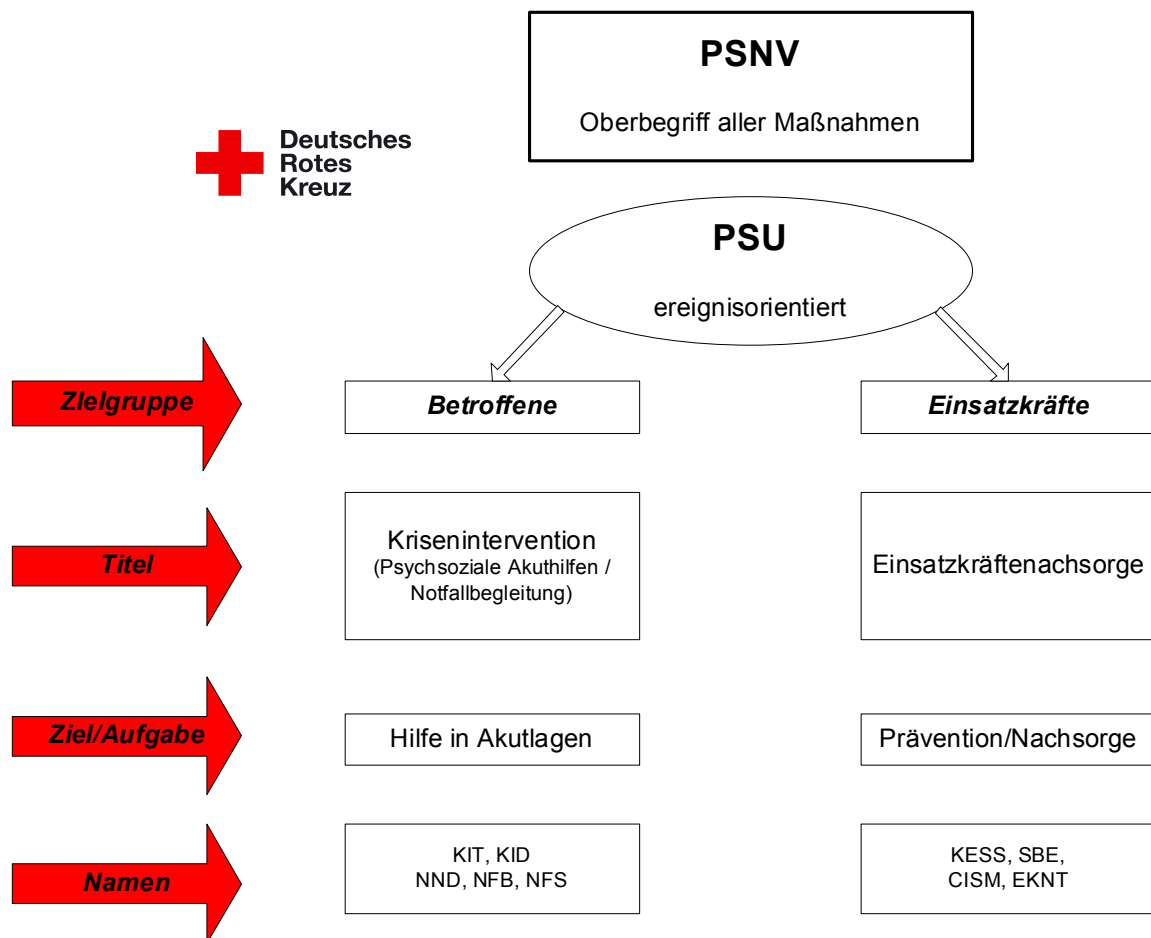 PSNV
Oberbegriff aller Maßnahmen
Deutsches
Rotes
Kreuz
PSU
ereignisorientiert
ZIelgruppe
Betroffene
Einsatzkräfte
Titel
Krisenintervention
(Psychsoziale Akuthilfen /
Notfallbegleitung)
Einsatzkräftenachsorge
Ziel/Aufgabe
Hilfe in Akutlagen
Prävention/Nachsorge
Namen
KIT, KID
NND, NFB, NFS
KESS, SBE,
CISM, EKNT